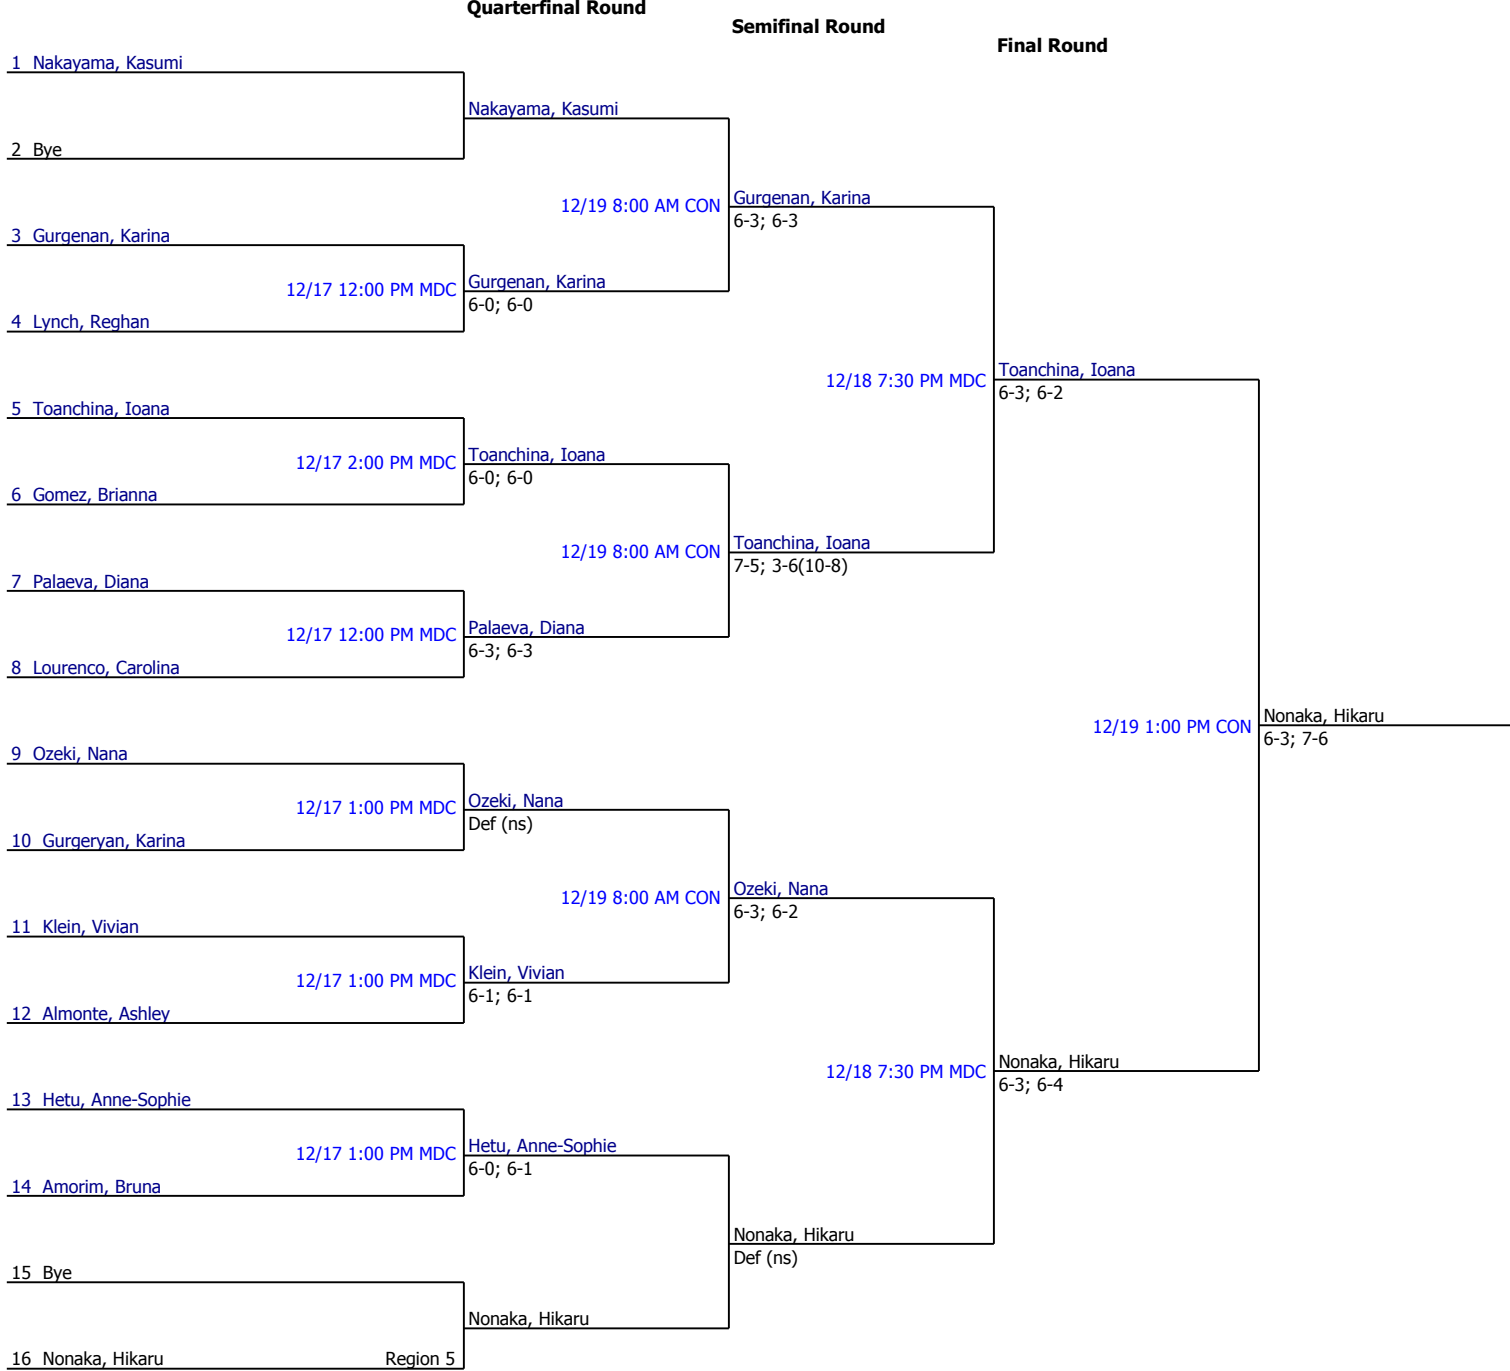 Quarterfinal Round
Semifinal Round
Final Round
1 Nakayama, Kasumi
Nakayama, Kasumi
2 Bye
12/19 8:00 AM CON
Gurgenan, Karina
6-3; 6-3
3 Gurgenan, Karina
12/17 12:00 PM MDC
Gurgenan, Karina
6-0; 6-0
4 Lynch, Reghan
12/18 7:30 PM MDC
Toanchina, Ioana
6-3; 6-2
5 Toanchina, Ioana
12/17 2:00 PM MDC
Toanchina, Ioana
6-0; 6-0
6 Gomez, Brianna
12/19 8:00 AM CON
Toanchina, Ioana
7-5; 3-6(10-8)
7 Palaeva, Diana
12/17 12:00 PM MDC
Palaeva, Diana
6-3; 6-3
8 Lourenco, Carolina
12/19 1:00 PM CON
Nonaka, Hikaru
6-3; 7-6
9 Ozeki, Nana
12/17 1:00 PM MDC
Ozeki, Nana
Def (ns)
10 Gurgeryan, Karina
12/19 8:00 AM CON
Ozeki, Nana
6-3; 6-2
11 Klein, Vivian
12/17 1:00 PM MDC
Klein, Vivian
6-1; 6-1
12 Almonte, Ashley
12/18 7:30 PM MDC
Nonaka, Hikaru
6-3; 6-4
13 Hetu, Anne-Sophie
12/17 1:00 PM MDC
Hetu, Anne-Sophie
6-0; 6-1
14 Amorim, Bruna
Nonaka, Hikaru
Def (ns)
15 Bye
Nonaka, Hikaru
16 Nonaka, Hikaru Region 5